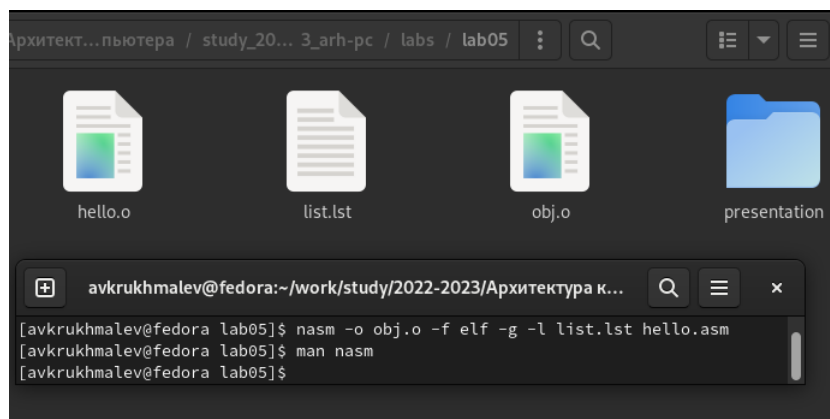 Архитект...пьютера / study_20... 3_arh-pc / labs / lab05
hello.o
list.lst
obj.o
presentation
avkrukhmalev@fedora:~/work/study/2022-2023/Архитектура к...
[avkrukhmalev@fedora lab05]$ nasm -o obj.o -f elf -g -l list.lst hello.asm
[avkrukhmalev@fedora lab05]$ man nasm
[avkrukhmalev@fedora lab05]$